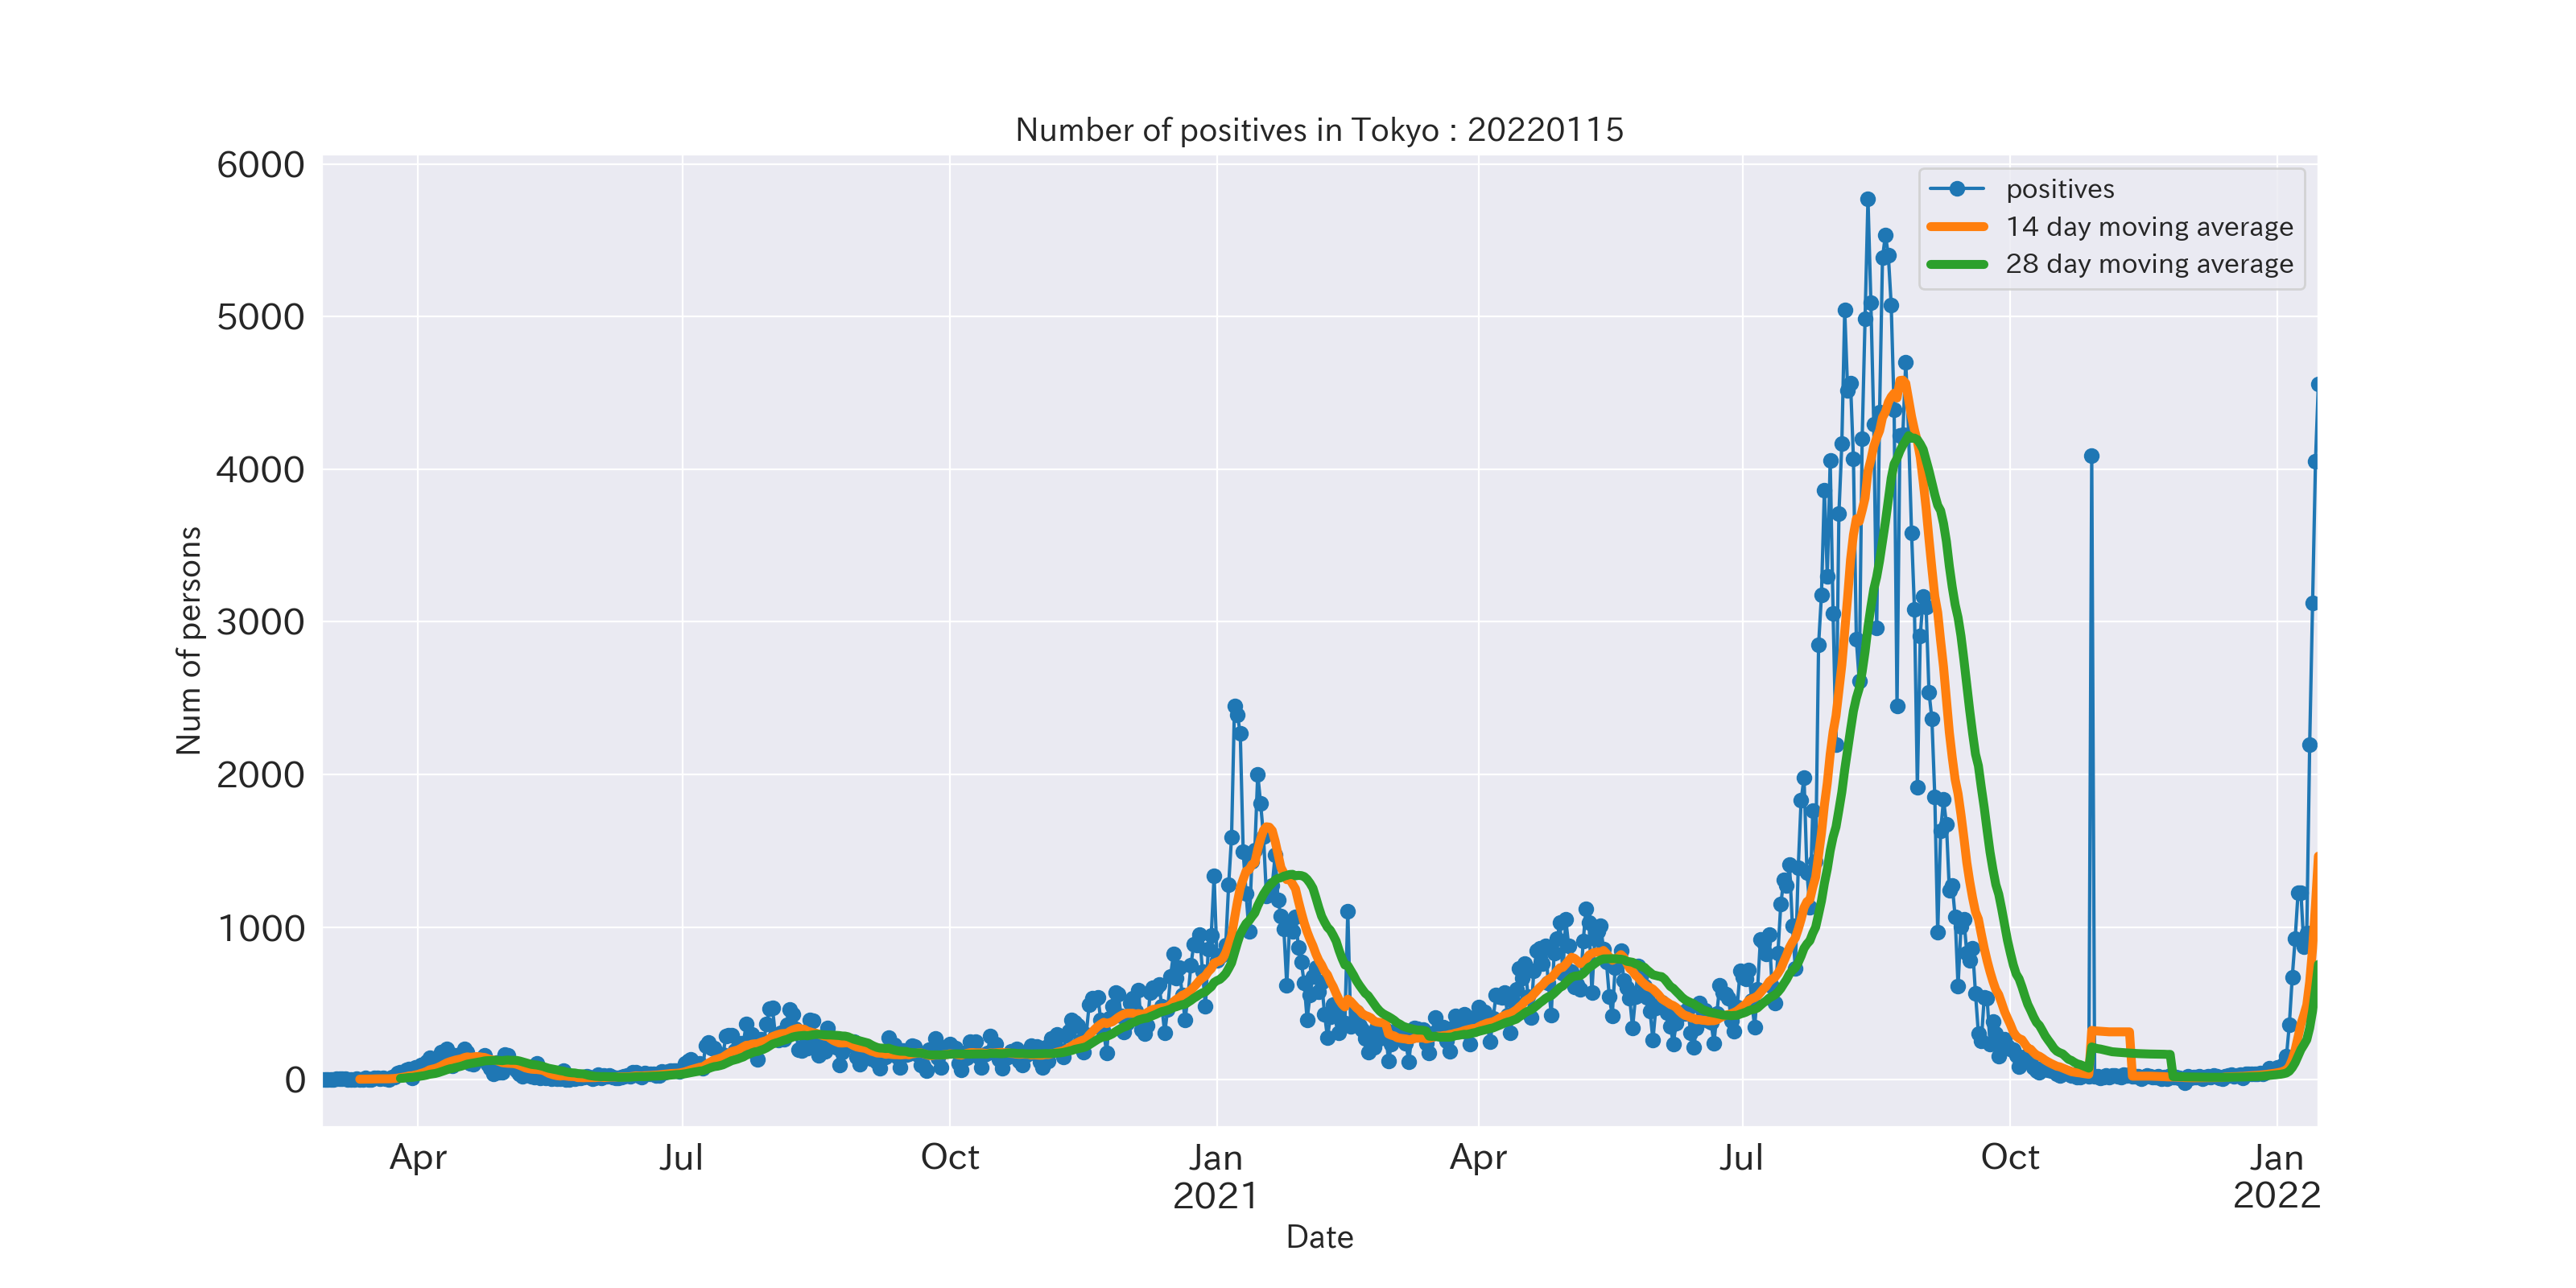 Number of positives in Tokyo : 20220115
6000
5000
4000
3000
2000
1000
0
Num of persons
positives
14 day moving average
28 day moving average
Apr
Jul
Oct
Jan
2021
Apr
Jul
Oct
Jan
2022
Date